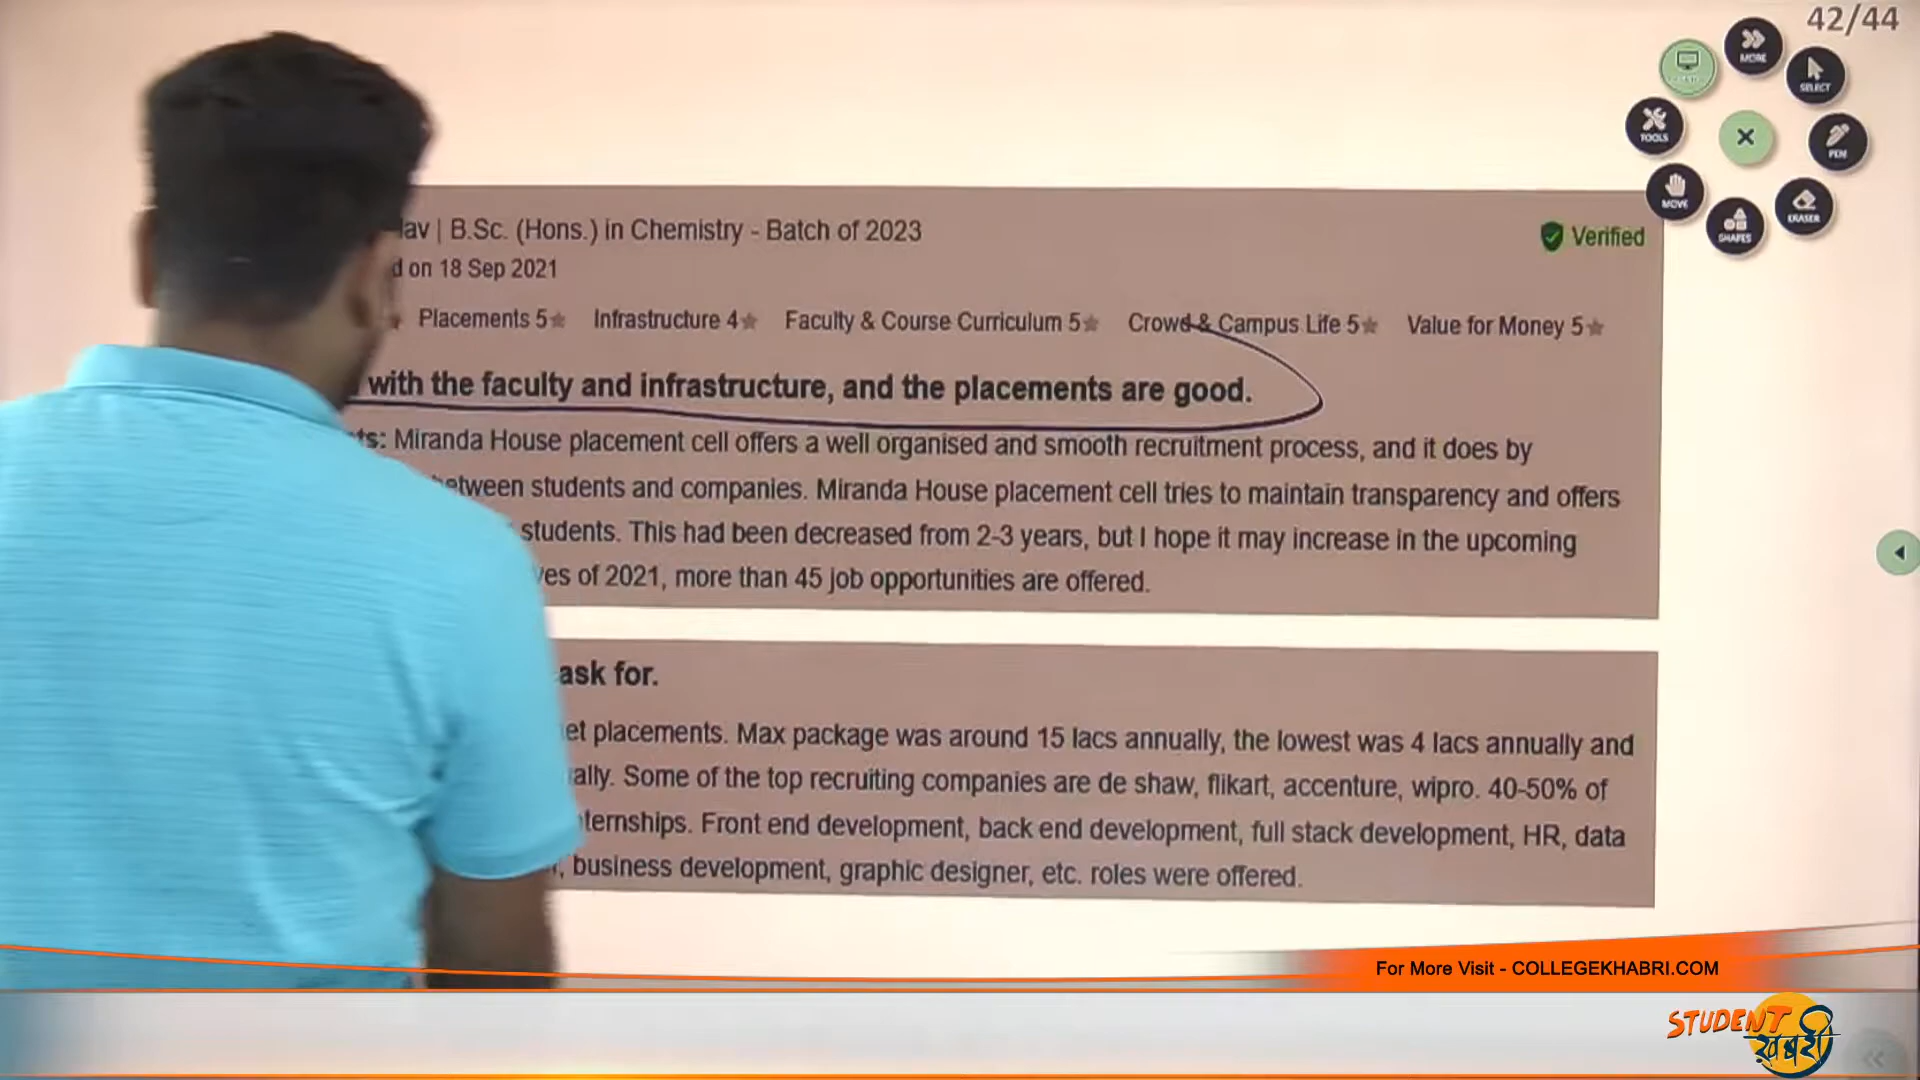 42/44
MORE
SELECT
TOOLS
PEN
MOVE
ERASER
SHAPES
lav | B.Sc. (Hons.) in Chemistry - Batch of 2023
Verified
d on 18 Sep 2021
Placements 5★ Infrastructure 4★ Faculty & Course Curriculum 5★ Crowd & Campus Life 5★ Value for Money 5★
with the faculty and infrastructure, and the placements are good.
ts: Miranda House placement cell offers a well organised and smooth recruitment process, and it does by
between students and companies. Miranda House placement cell tries to maintain transparency and offers
students. This had been decreased from 2-3 years, but I hope it may increase in the upcoming
ves of 2021, more than 45 job opportunities are offered.
ask for.
et placements. Max package was around 15 lacs annually, the lowest was 4 lacs annually and
ally. Some of the top recruiting companies are de shaw, flikart, accenture, wipro. 40-50% of
nternships. Front end development, back end development, full stack development, HR, data
, business development, graphic designer, etc. roles were offered.
For More Visit - COLLEGEKHABRI.COM
STUDENT
ख़बरी